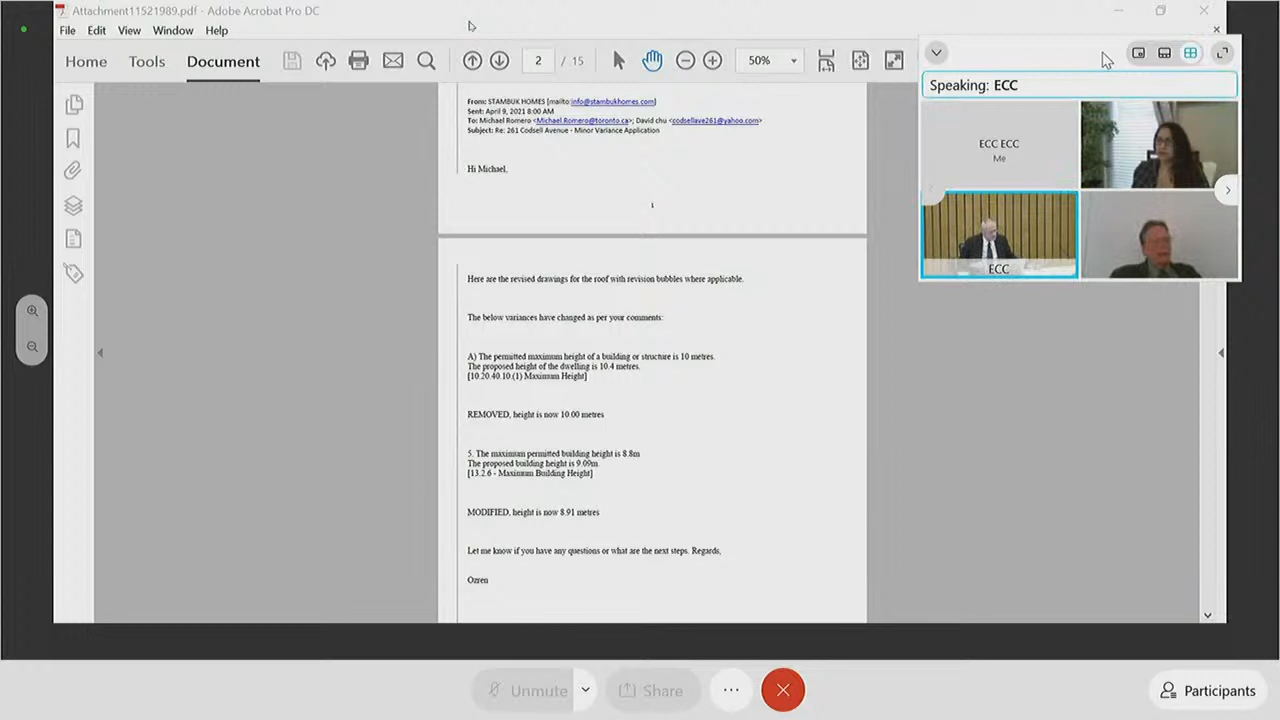 Attachment11521989.pdf - Adobe Acrobat Pro DC
File Edit View Window Help
Home Tools Document 2 / 15 50%
Speaking: ECC
ECC ECC
Me
ECC
From: STAMBUK HOMES [mailto:info@stambukhomes.com]
Sent: April 9, 2021 8:00 AM
To: Michael Romero <Michael.Romero@toronto.ca>; David chu <codsellave261@yahoo.com>
Subject: Re: 261 Codsell Avenue - Minor Variance Application
Hi Michael,
1
Here are the revised drawings for the roof with revision bubbles where applicable.
The below variances have changed as per your comments:
A) The permitted maximum height of a building or structure is 10 metres.
The proposed height of the dwelling is 10.4 metres.
[10.20.40.10.(1) Maximum Height]
REMOVED, height is now 10.00 metres
5. The maximum permitted building height is 8.8m
The proposed building height is 9.09m
[13.2.6 - Maximum Building Height]
MODIFIED, height is now 8.91 metres
Let me know if you have any questions or what are the next steps. Regards,
Ozren
Unmute Share ... Participants